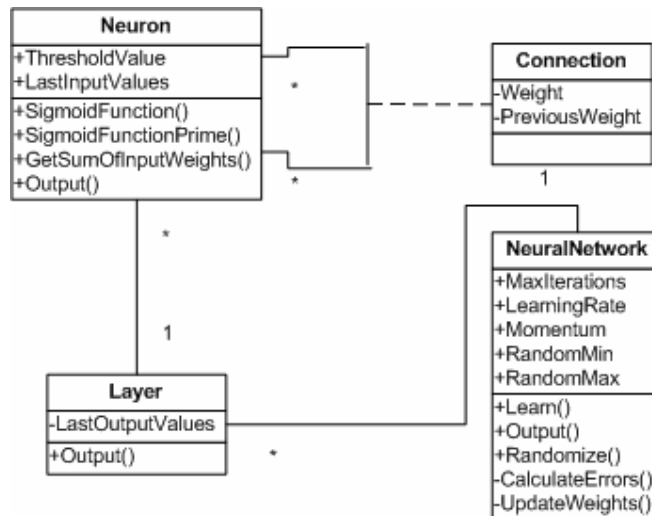 Neuron
+ThresholdValue
+LastInputValues
+SigmoidFunction()
+SigmoidFunctionPrime()
+GetSumOfInputWeights()
+Output()
*
*
Connection
-Weight
-PreviousWeight
1
*
1
Layer
-LastOutputValues
+Output()
*
NeuralNetwork
+MaxIterations
+LearningRate
+Momentum
+RandomMin
+RandomMax
+Learn()
+Output()
+Randomize()
-CalculateErrors()
-UpdateWeights()